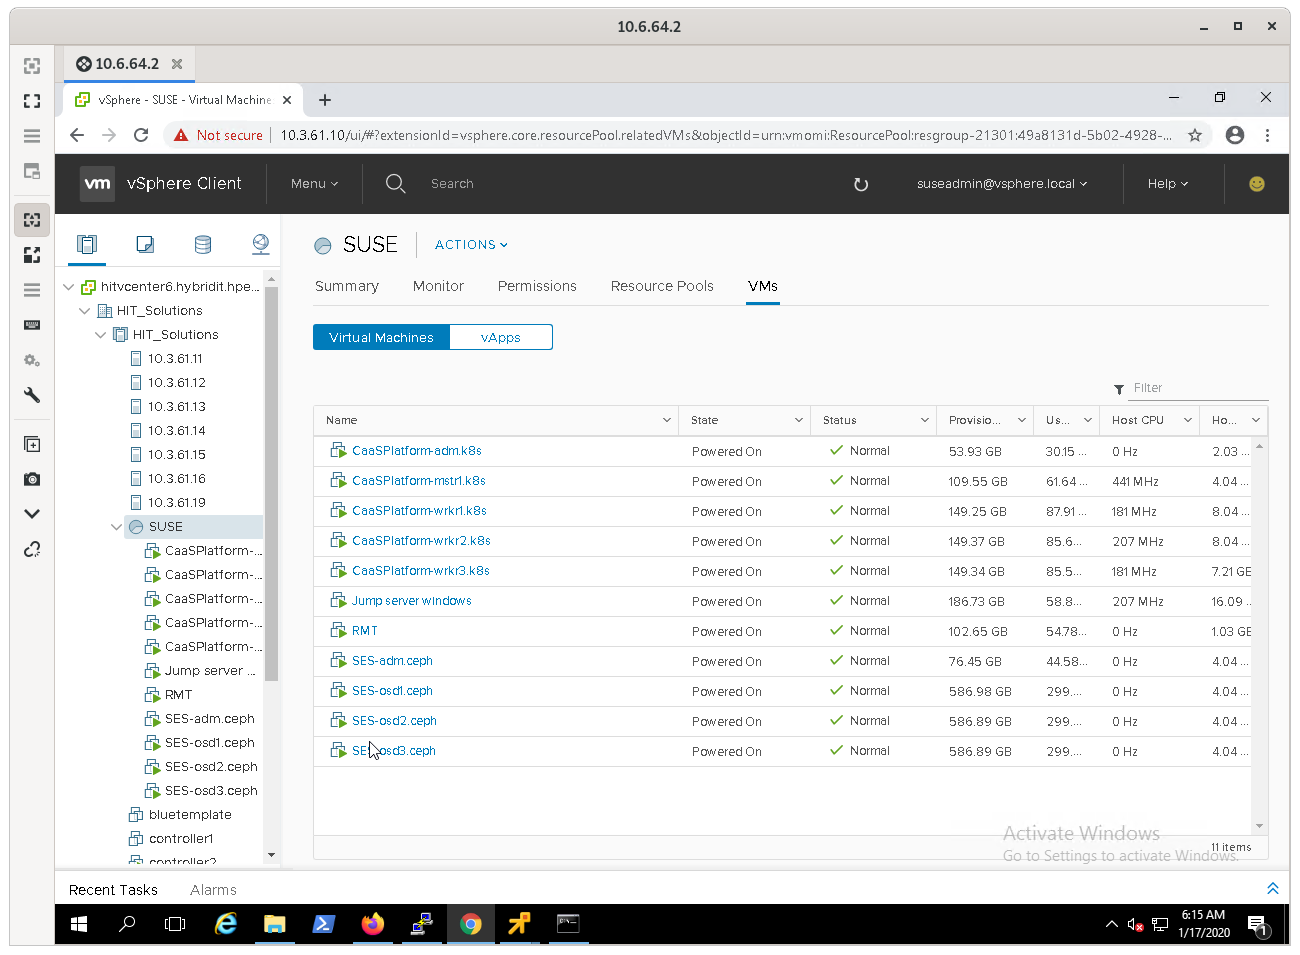 10.6.64.2
10.6.64.2
vSphere - SUSE - Virtual Machine
Not secure
10.3.61.10/ui/#?extensionId=vsphere.core.resourcePool.relatedVMs&objectId=urn:vmomi:ResourcePool:resgroup-21301:49a8131d-5b02-4928-...
vm vSphere Client Menu Search suseadmin@vsphere.local Help
SUSE ACTIONS
Summary Monitor Permissions Resource Pools VMs
Virtual Machines vApps
Filter
hitvcenter6.hybridit.hpe...
HIT_Solutions
HIT_Solutions
10.3.61.11
10.3.61.12
10.3.61.13
10.3.61.14
10.3.61.15
10.3.61.16
10.3.61.19
SUSE
CaaSPlatform-...
CaaSPlatform-...
CaaSPlatform-...
CaaSPlatform-...
CaaSPlatform-...
Jump server ...
RMT
SES-adm.ceph
SES-osd1.ceph
SES-osd2.ceph
SES-osd3.ceph
bluetemplate
controller1
controller2
Name State Status Provisio... Us... Host CPU Ho...
CaaSPlatform-adm.k8s Powered On Normal 53.93 GB 30.15 ... 0 Hz 2.03 ...
CaaSPlatform-mstr1.k8s Powered On Normal 109.55 GB 61.64 ... 441 MHz 4.04 ...
CaaSPlatform-wrkr1.k8s Powered On Normal 149.25 GB 87.91 ... 181 MHz 8.04 ...
CaaSPlatform-wrkr2.k8s Powered On Normal 149.37 GB 85.6... 207 MHz 8.04 ...
CaaSPlatform-wrkr3.k8s Powered On Normal 149.34 GB 85.5... 181 MHz 7.21 GB
Jump server windows Powered On Normal 186.73 GB 58.8... 207 MHz 16.09 ...
RMT Powered On Normal 102.65 GB 54.78... 0 Hz 1.03 GB
SES-adm.ceph Powered On Normal 76.45 GB 44.58... 0 Hz 4.04 ...
SES-osd1.ceph Powered On Normal 586.98 GB 299.... 0 Hz 4.04 ...
SES-osd2.ceph Powered On Normal 586.89 GB 299.... 0 Hz 4.04 ...
SES-osd3.ceph Powered On Normal 586.89 GB 299.... 0 Hz 4.04 ...
Activate Windows
11 items
Go to Settings to activate Windows.
Recent Tasks Alarms
6:15 AM
1/17/2020
1